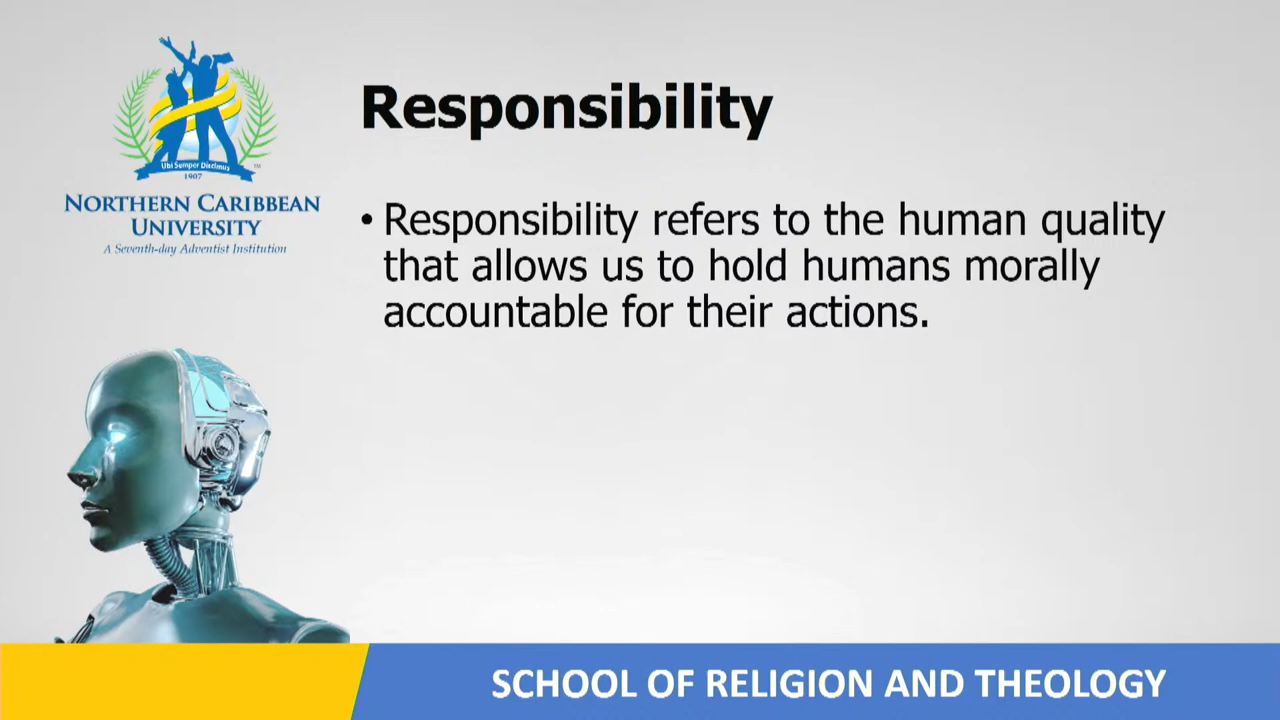 Ubi Semper Discimus
1907
NORTHERN CARIBBEAN
UNIVERSITY
A Seventh-day Adventist Institution
Responsibility
• Responsibility refers to the human quality
that allows us to hold humans morally
accountable for their actions.
SCHOOL OF RELIGION AND THEOLOGY